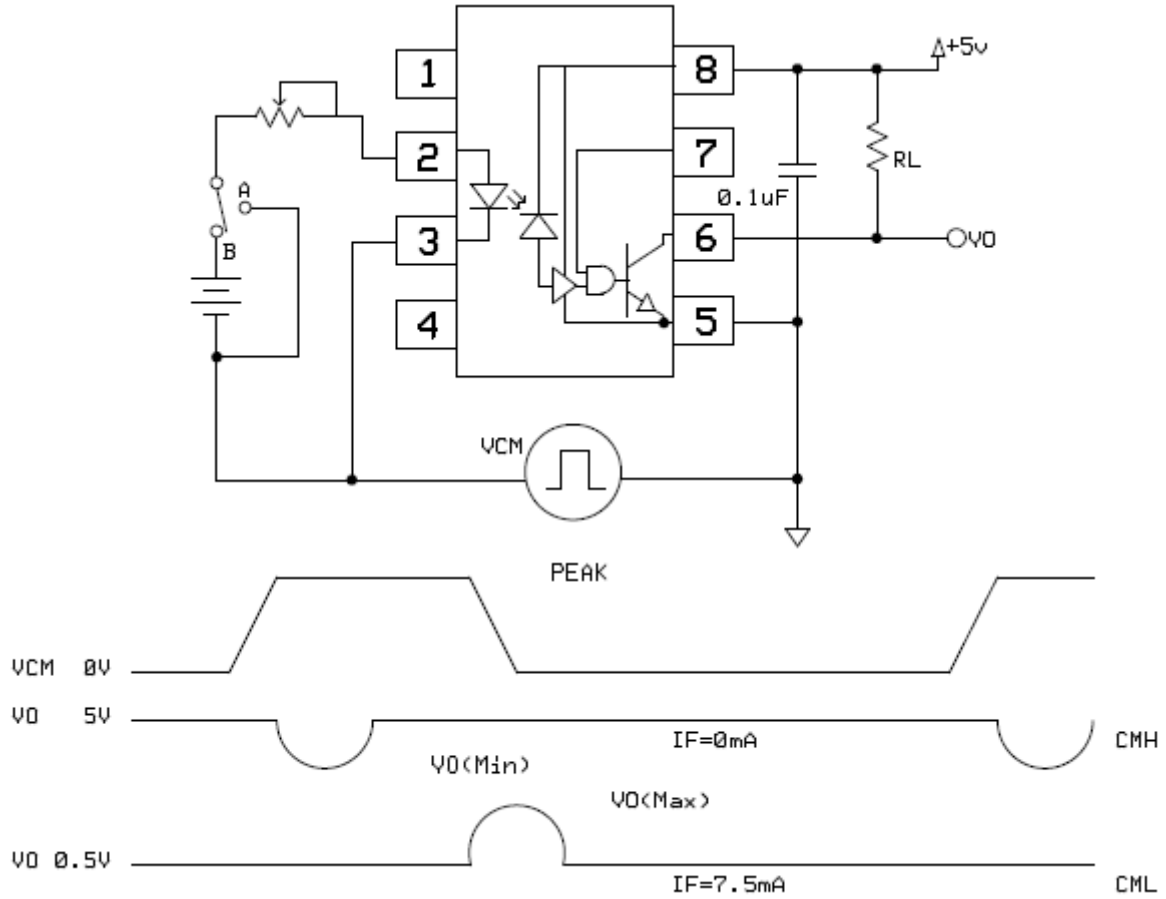 +5v
1
8
2
7
A
RL
0.1uF
3
6
VO
B
4
5
VCM
PEAK
VCM 0V
VO 5V
IF=0mA
CMH
VO(Min)
VO(Max)
VO 0.5V
IF=7.5mA
CML